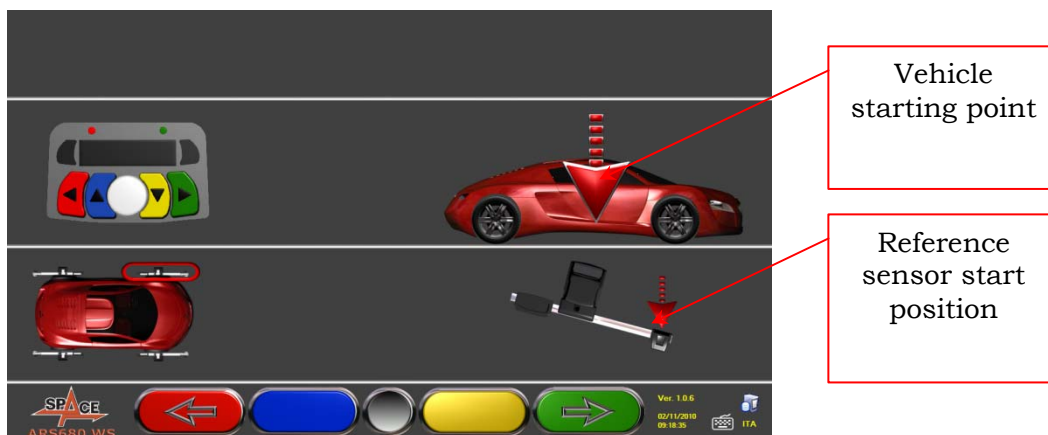 Vehicle
starting point
Reference
sensor start
position
SPACE
ARS680 WS
Ver. 1.0.6
02/11/2010
09:18:35
ITA